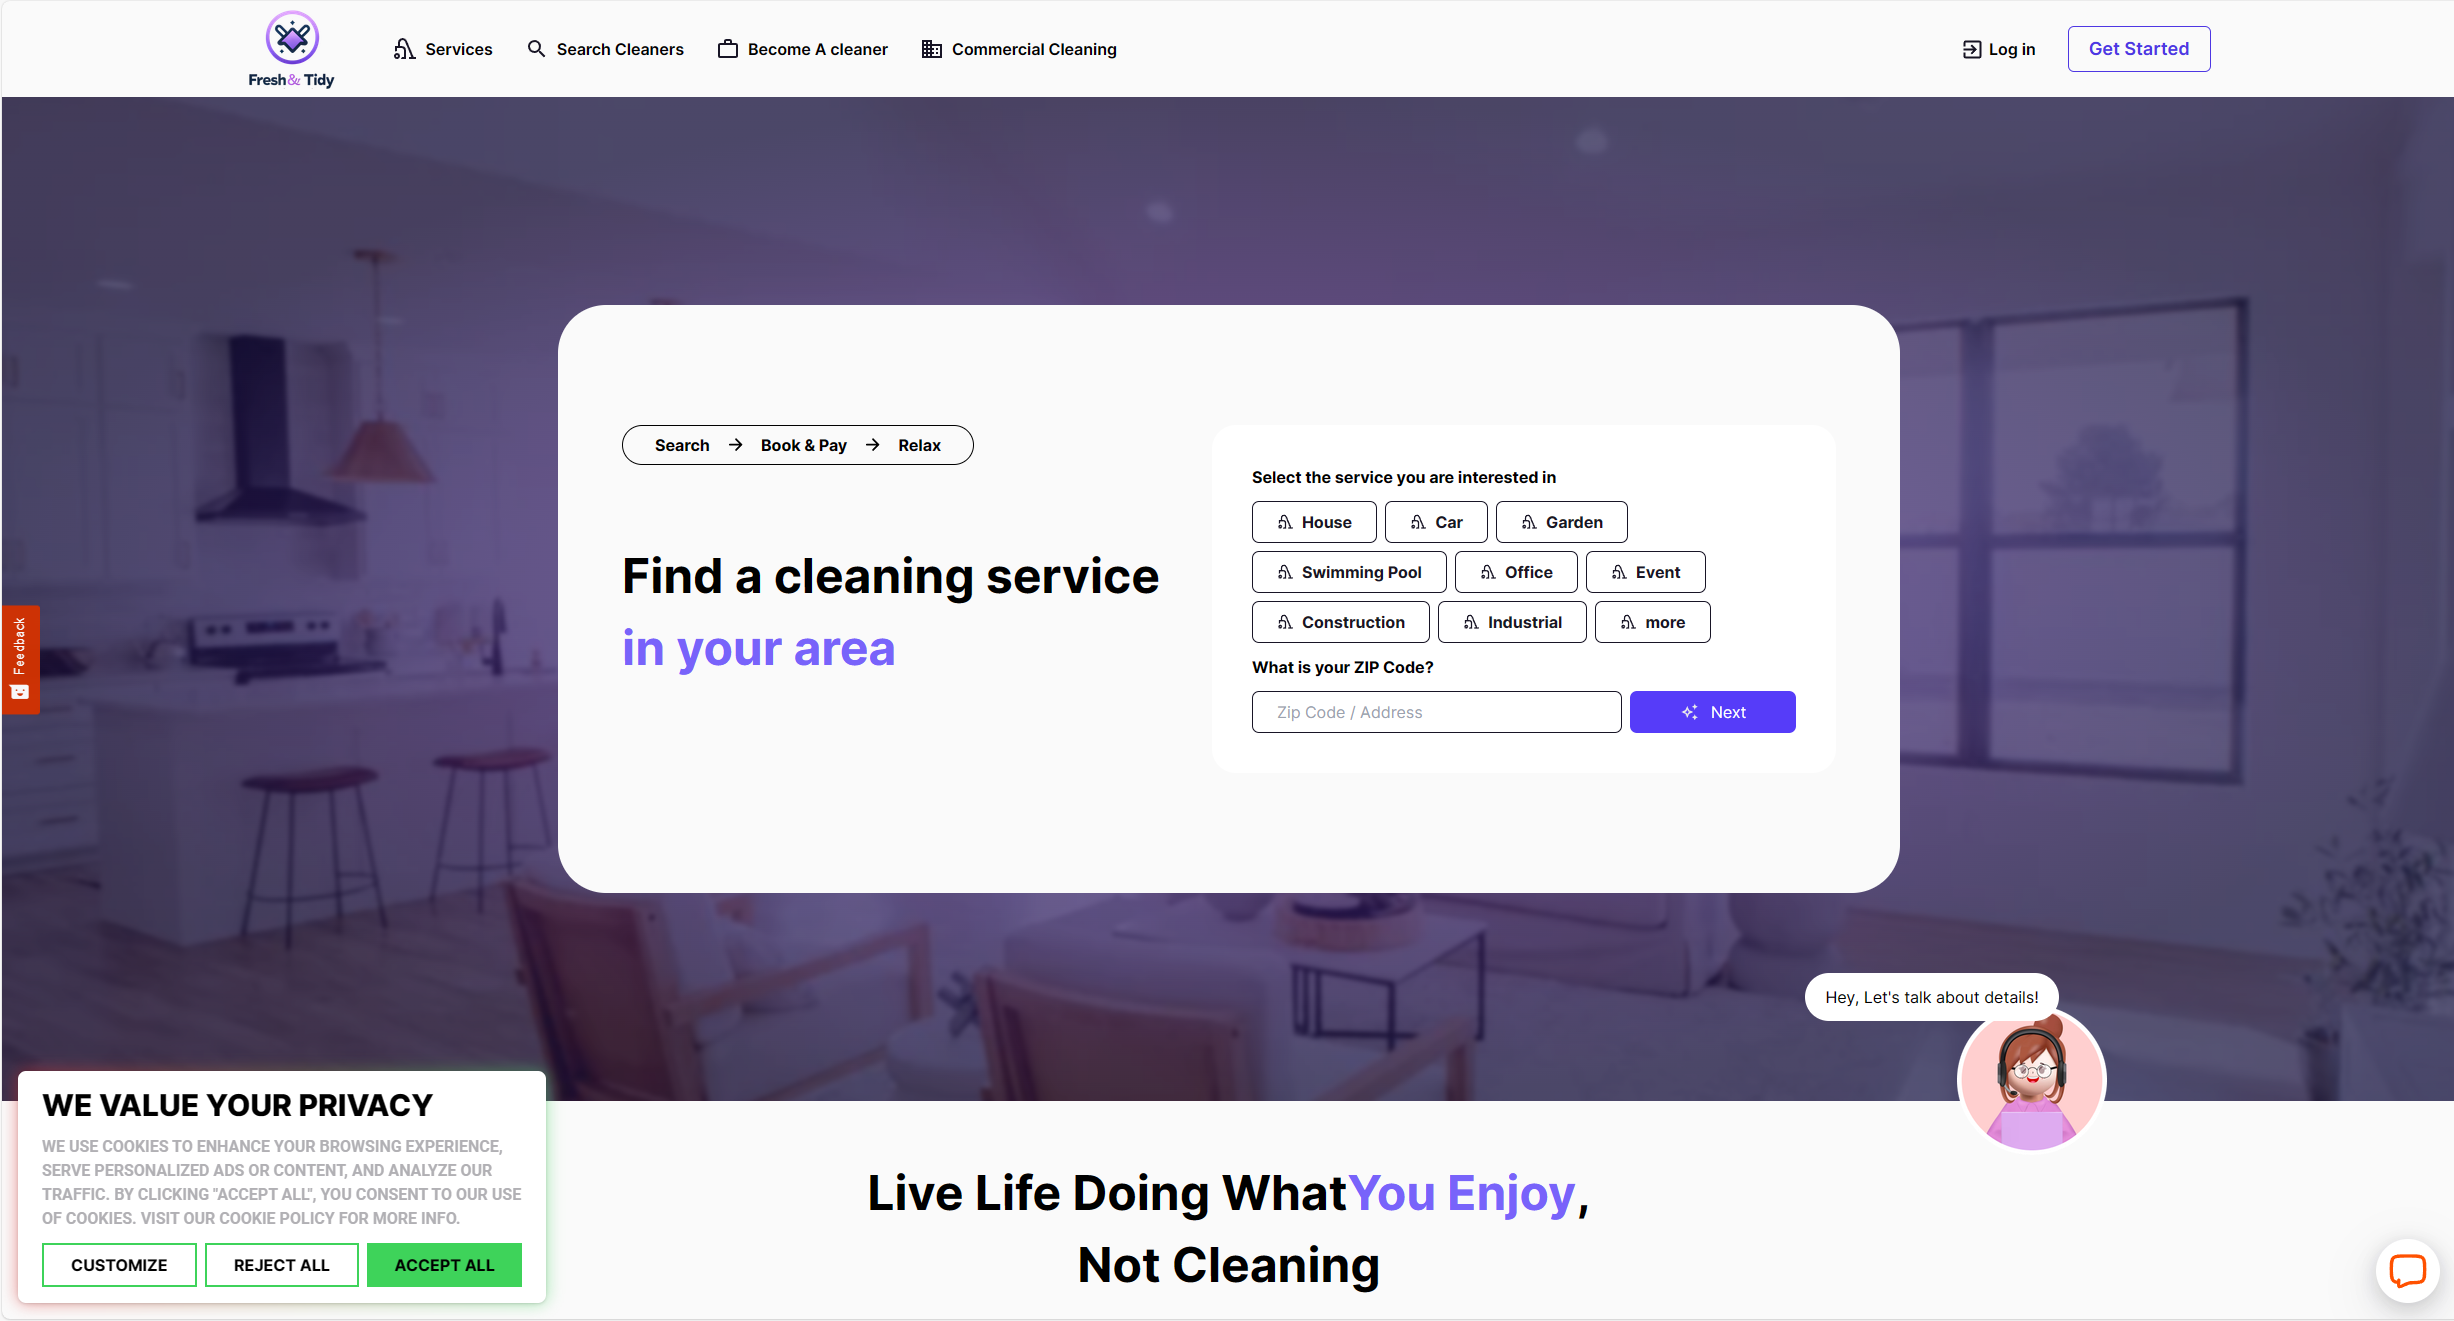 Fresh& Tidy
Services
Search Cleaners
Become A cleaner
Commercial Cleaning
Log in
Get Started
Search → Book & Pay → Relax
Find a cleaning service
in your area
Select the service you are interested in
House
Car
Garden
Swimming Pool
Office
Event
Construction
Industrial
more
What is your ZIP Code?
Zip Code / Address
Next
Feedback
Hey, Let's talk about details!
WE VALUE YOUR PRIVACY
WE USE COOKIES TO ENHANCE YOUR BROWSING EXPERIENCE,
SERVE PERSONALIZED ADS OR CONTENT, AND ANALYZE OUR
TRAFFIC. BY CLICKING "ACCEPT ALL", YOU CONSENT TO OUR USE
OF COOKIES. VISIT OUR COOKIE POLICY FOR MORE INFO.
CUSTOMIZE
REJECT ALL
ACCEPT ALL
Live Life Doing WhatYou Enjoy,
Not Cleaning